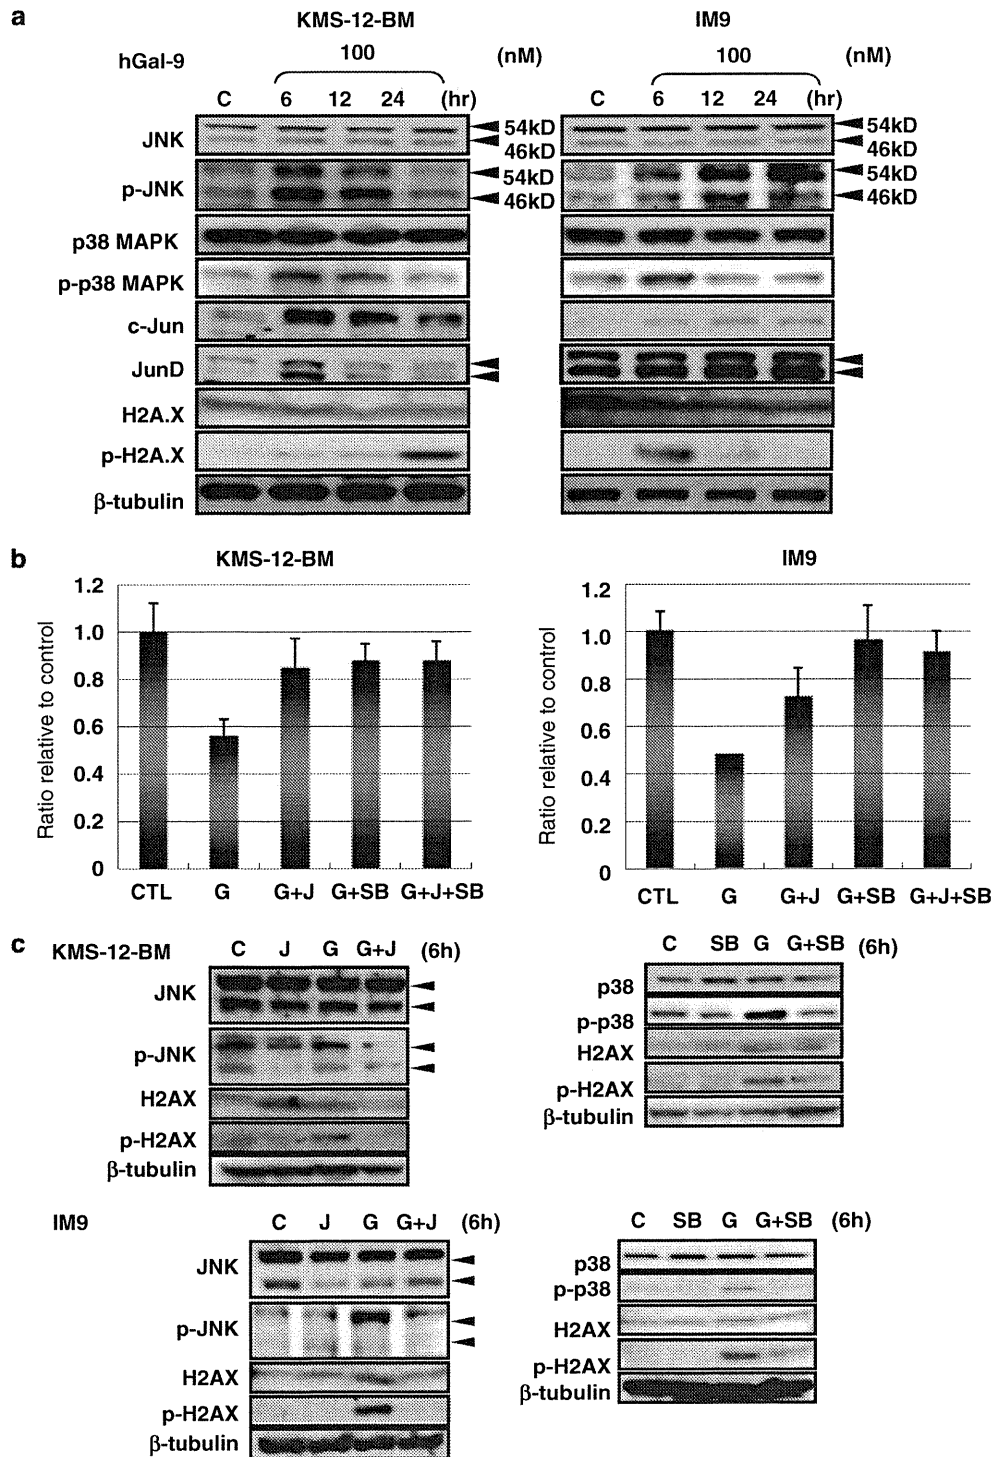 a
KMS-12-BM
IM9
hGal-9
100
(nM)
100
(nM)
C 6 12 24 (hr)
C 6 12 24 (hr)
JNK
54kD
46kD
54kD
46kD
p-JNK
54kD
46kD
54kD
46kD
p38 MAPK
p-p38 MAPK
c-Jun
JunD
H2A.X
p-H2A.X
β-tubulin
b
KMS-12-BM
Ratio relative to control
1.2
1.0
0.8
0.6
0.4
0.2
0
CTL G G+J G+SB G+J+SB
IM9
Ratio relative to control
1.2
1.0
0.8
0.6
0.4
0.2
0
CTL G G+J G+SB G+J+SB
c
KMS-12-BM
C J G G+J (6h)
JNK
p-JNK
H2AX
p-H2AX
β-tubulin
C SB G G+SB (6h)
p38
p-p38
H2AX
p-H2AX
β-tubulin
IM9
C J G G+J (6h)
JNK
p-JNK
H2AX
p-H2AX
β-tubulin
C SB G G+SB (6h)
p38
p-p38
H2AX
p-H2AX
β-tubulin